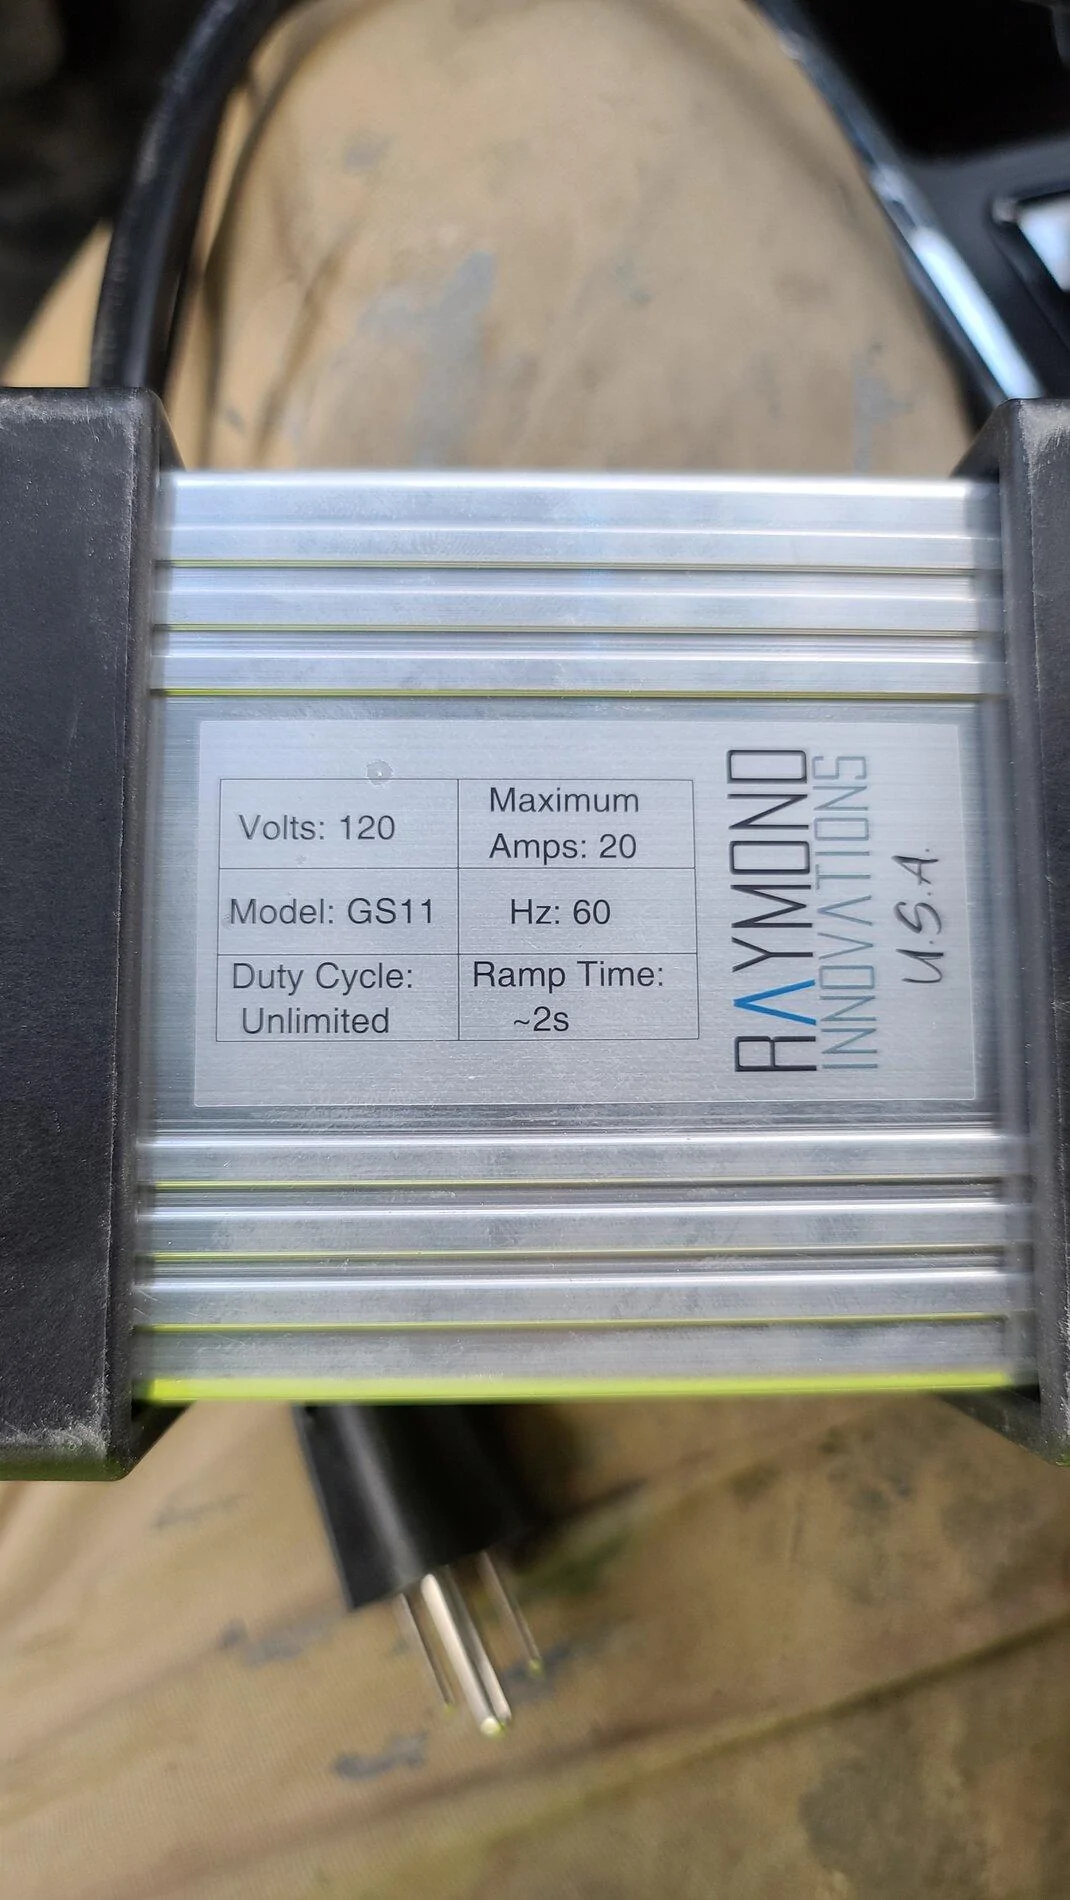 Volts: 120
Maximum
Amps: 20
Model: GS11
Hz: 60
Duty Cycle:
Unlimited
Ramp Time:
~2s
RAYMOND
INNOVATIONS
U.S.A.